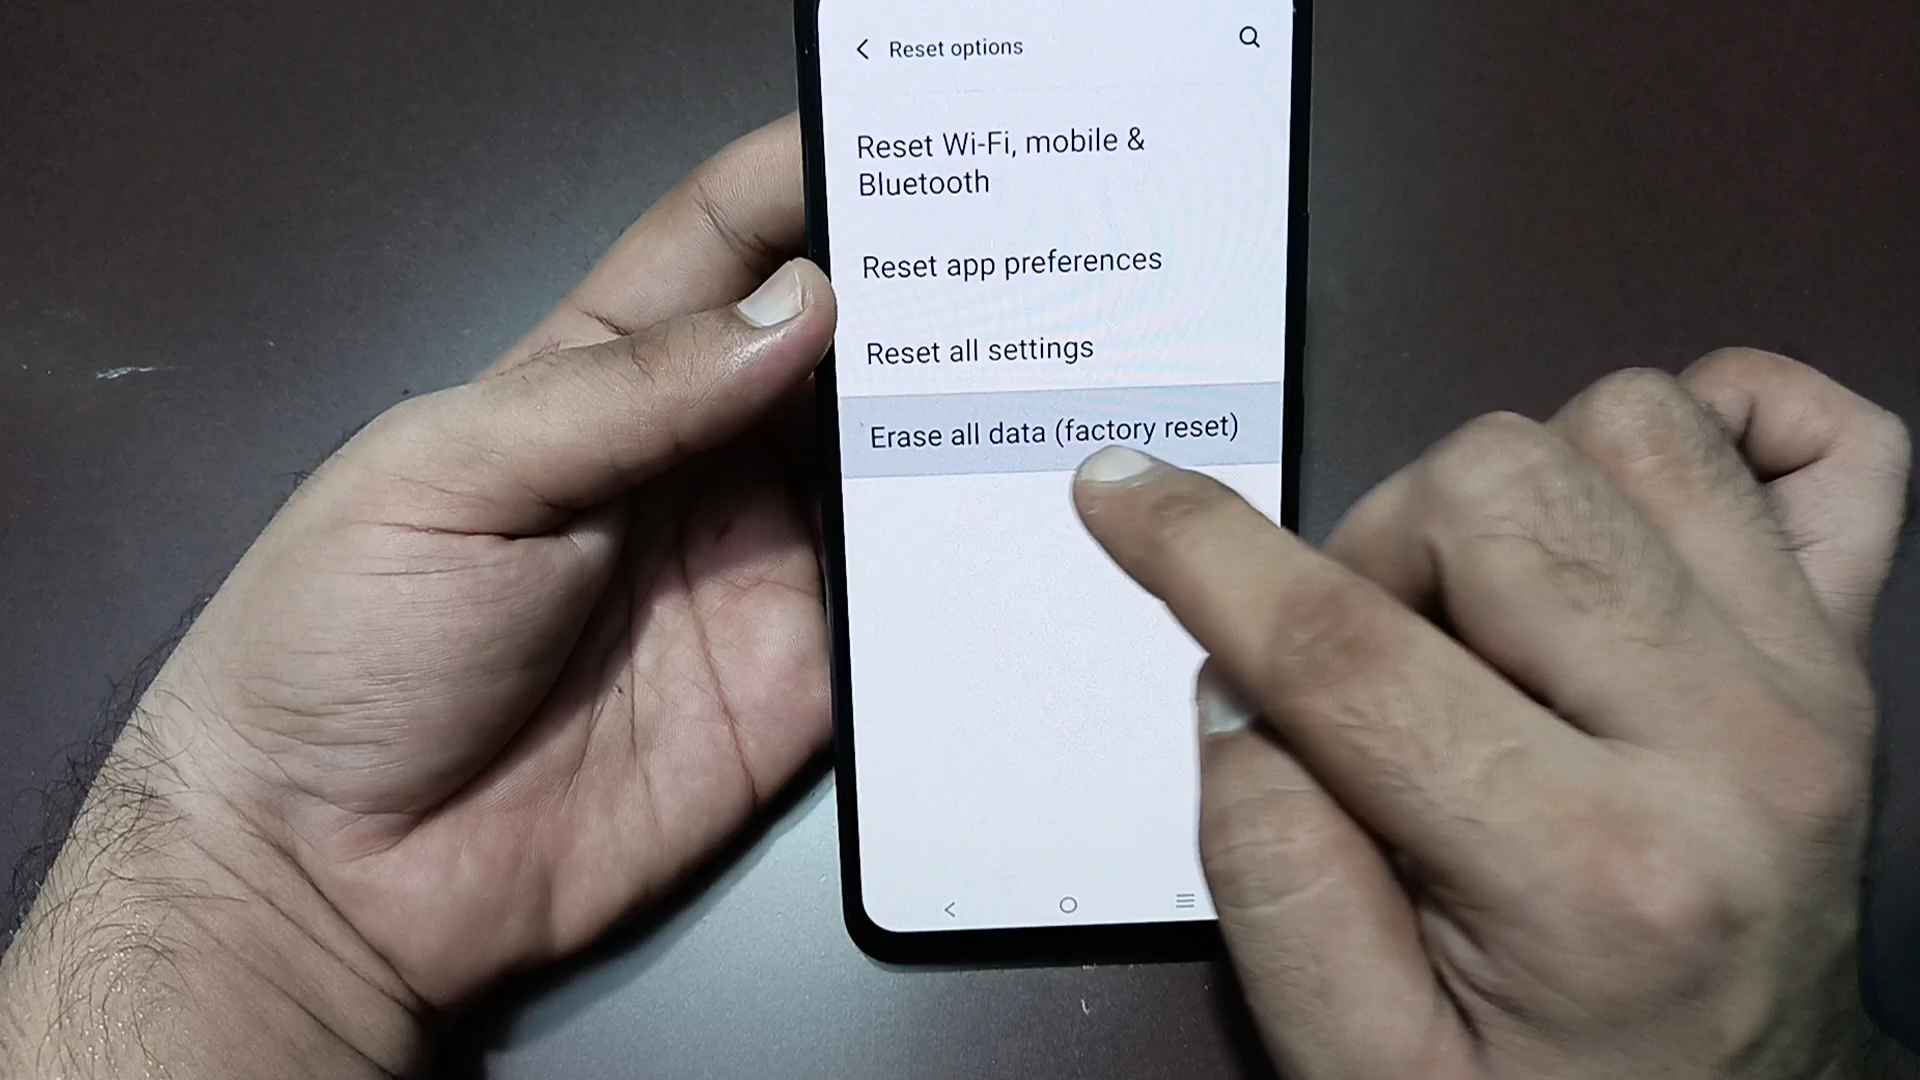 Reset options
Reset Wi-Fi, mobile &
Bluetooth
Reset app preferences
Reset all settings
Erase all data (factory reset)